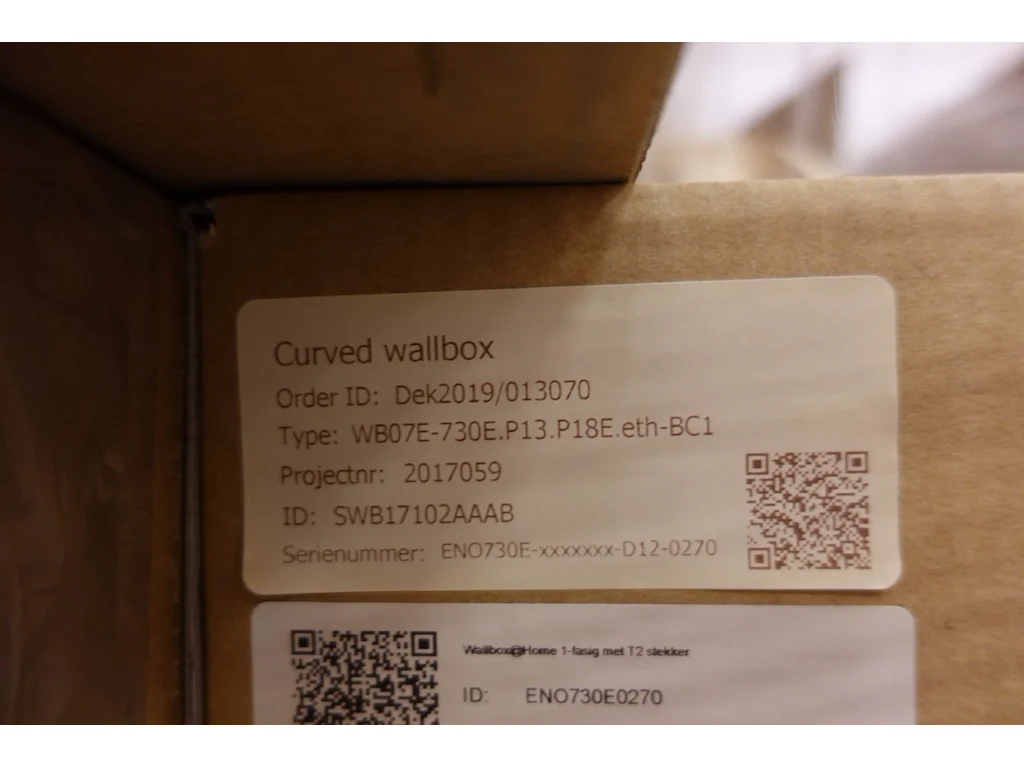 Curved wallbox
Order ID: Dek2019/013070
Type: WB07E-730E.P13.P18E.eth-BC1
Projectnr: 2017059
ID: SWB17102AAAB
Serienummer: ENO730E-xxxxxxx-D12-0270
Wallbox@Home 1-fasig met T2 stekker
ID: ENO730E0270